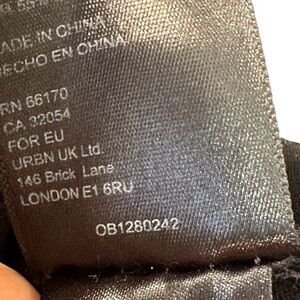 MADE IN CHINA
HECHO EN CHINA
RN 66170
CA 32054
FOR EU
URBN UK Ltd.
146 Brick Lane
LONDON E1 6RU
OB1280242